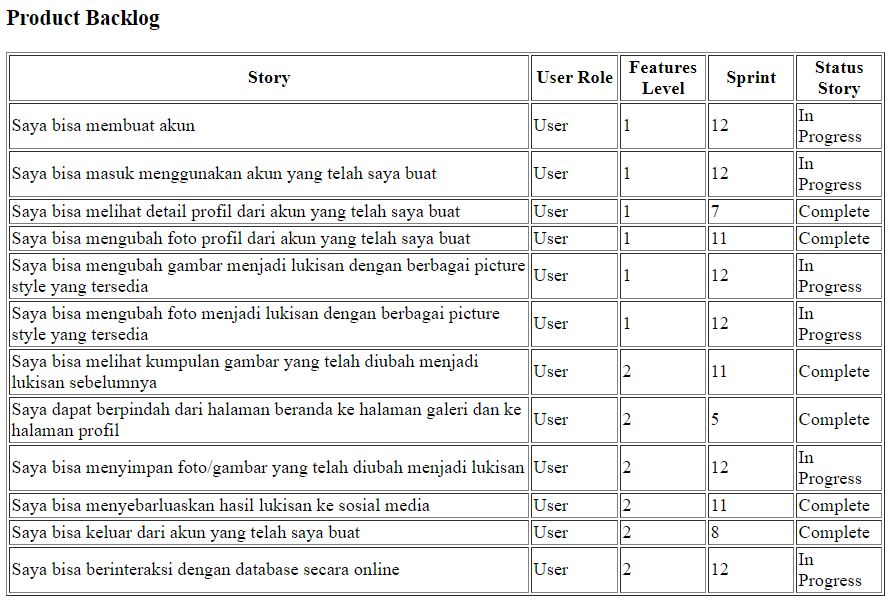 Product Backlog
Story User Role Features Level Sprint Status Story
Saya bisa membuat akun User 1 12 In Progress
Saya bisa masuk menggunakan akun yang telah saya buat User 1 12 In Progress
Saya bisa melihat detail profil dari akun yang telah saya buat User 1 7 Complete
Saya bisa mengubah foto profil dari akun yang telah saya buat User 1 11 Complete
Saya bisa mengubah gambar menjadi lukisan dengan berbagai picture style yang tersedia User 1 12 In Progress
Saya bisa mengubah foto menjadi lukisan dengan berbagai picture style yang tersedia User 1 12 In Progress
Saya bisa melihat kumpulan gambar yang telah diubah menjadi lukisan sebelumnya User 2 11 Complete
Saya dapat berpindah dari halaman beranda ke halaman galeri dan ke halaman profil User 2 5 Complete
Saya bisa menyimpan foto/gambar yang telah diubah menjadi lukisan User 2 12 In Progress
Saya bisa menyebarluaskan hasil lukisan ke sosial media User 2 11 Complete
Saya bisa keluar dari akun yang telah saya buat User 2 8 Complete
Saya bisa berinteraksi dengan database secara online User 2 12 In Progress